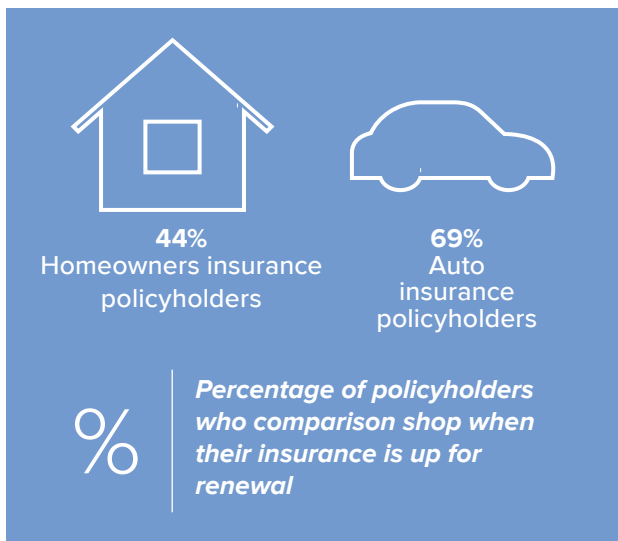 44%
Homeowners insurance
policyholders
69%
Auto
insurance
policyholders
%
Percentage of policyholders
who comparison shop when
their insurance is up for
renewal